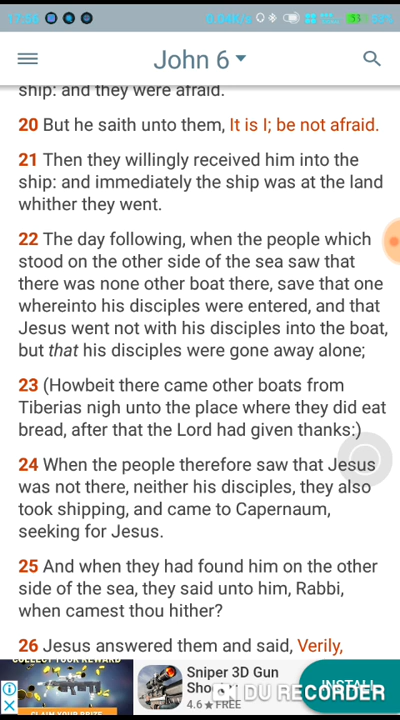 17:56
John 6
ship: and they were afraid.
20 But he saith unto them, It is I; be not afraid.
21 Then they willingly received him into the
ship: and immediately the ship was at the land
whither they went.
22 The day following, when the people which
stood on the other side of the sea saw that
there was none other boat there, save that one
whereinto his disciples were entered, and that
Jesus went not with his disciples into the boat,
but that his disciples were gone away alone;
23 (Howbeit there came other boats from
Tiberias nigh unto the place where they did eat
bread, after that the Lord had given thanks:)
24 When the people therefore saw that Jesus
was not there, neither his disciples, they also
took shipping, and came to Capernaum,
seeking for Jesus.
25 And when they had found him on the other
side of the sea, they said unto him, Rabbi,
when camest thou hither?
26 Jesus answered them and said, Verily,
COLLECT YOUR REWARD
CLAIM YOUR PRIZE
Sniper 3D Gun
4.6 ★ FREE
INSTALL
DU RECORDER